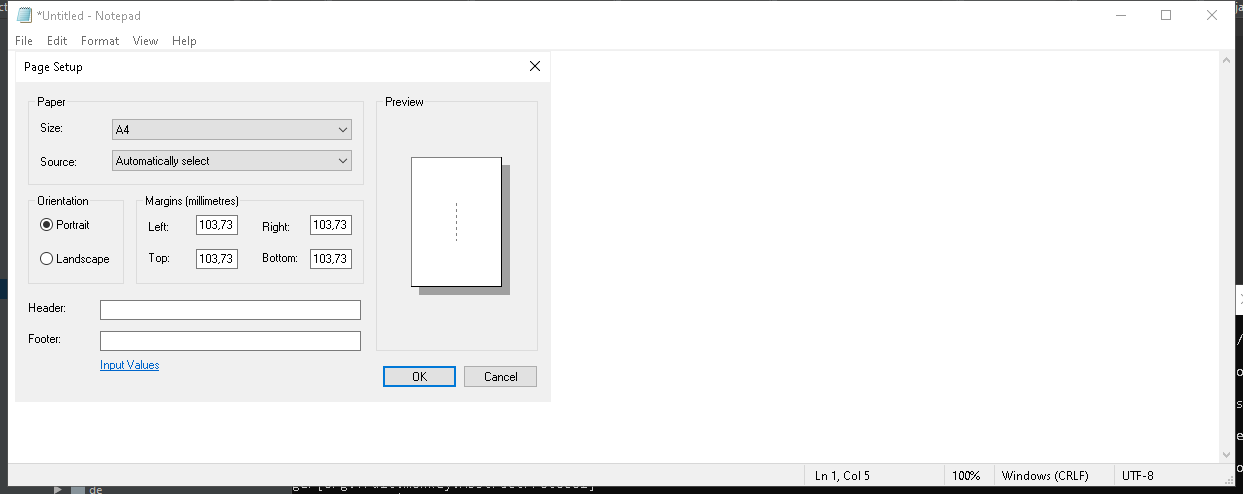 *Untitled - Notepad
File Edit Format View Help
Page Setup
Paper
Size: A4
Source: Automatically select
Preview
Orientation
Portrait
Landscape
Margins (millimetres)
Left: 103,73 Right: 103,73
Top: 103,73 Bottom: 103,73
Header:
Footer:
Input Values
OK Cancel
Ln 1, Col 5 100% Windows (CRLF) UTF-8
de